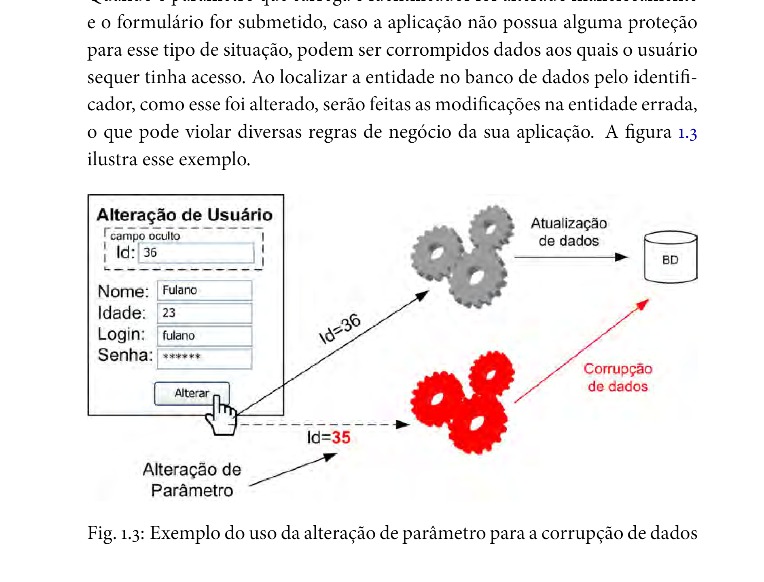 e o formulário for submetido, caso a aplicação não possua alguma proteção
para esse tipo de situação, podem ser corrompidos dados aos quais o usuário
sequer tinha acesso. Ao localizar a entidade no banco de dados pelo identifi-
cador, como esse foi alterado, serão feitas as modificações na entidade errada,
o que pode violar diversas regras de negócio da sua aplicação. A figura 1.3
ilustra esse exemplo.
Alteração de Usuário
campo oculto
Id: 36
Nome: Fulano
Idade: 23
Login: fulano
Senha: ******
Alterar
Id=36
Id=35
Alteração de
Parâmetro
Atualização
de dados
BD
Corrupção
de dados
Fig. 1.3: Exemplo do uso da alteração de parâmetro para a corrupção de dados